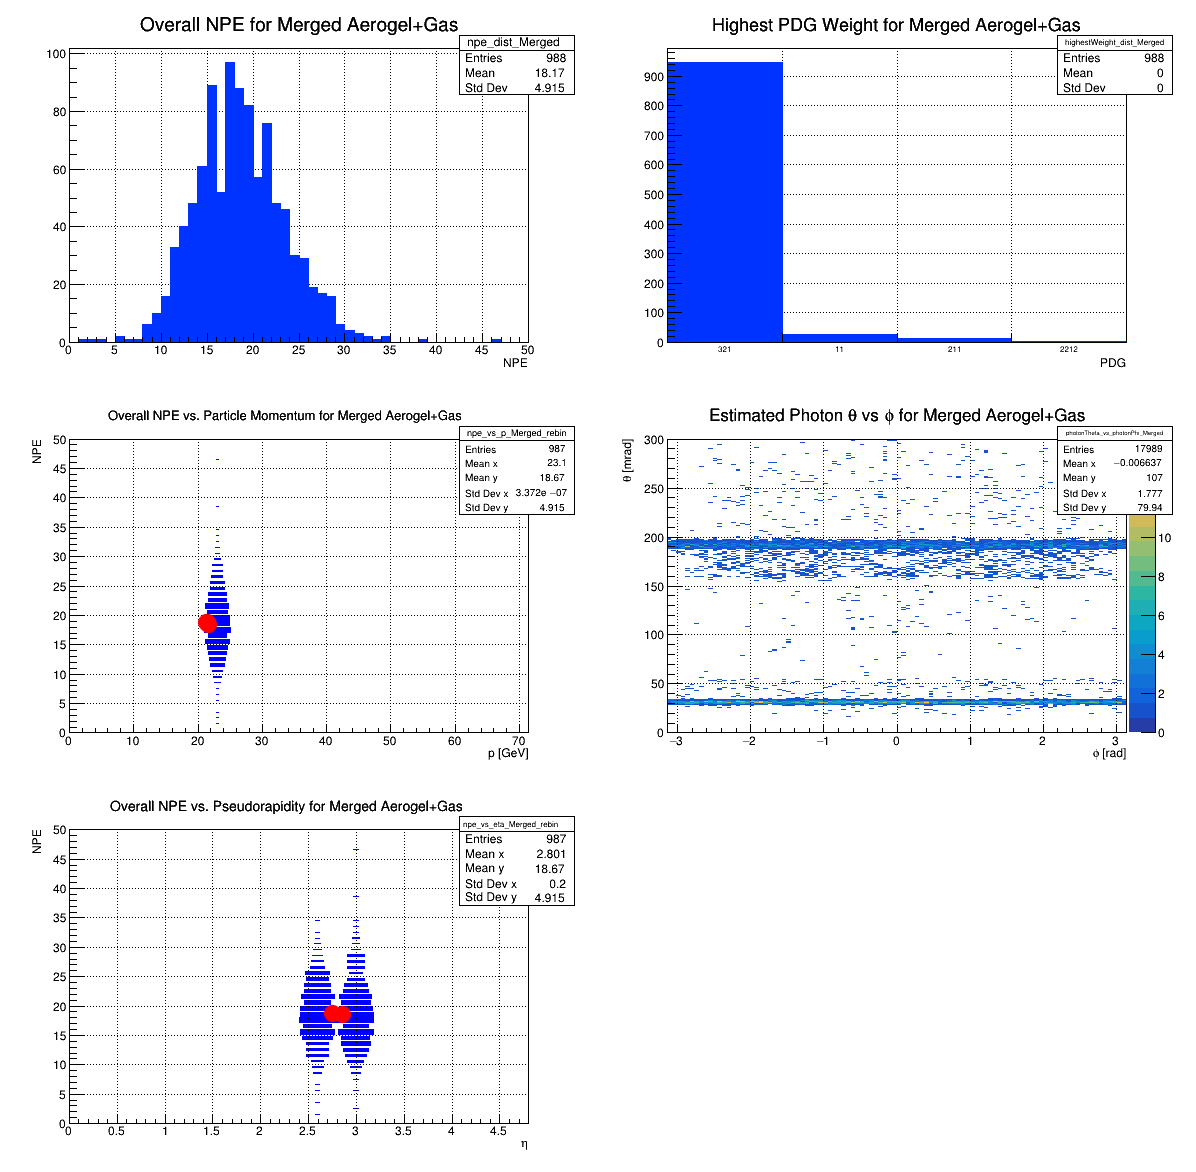 Overall NPE for Merged Aerogel+Gas
npe_dist_Merged
Entries 988
Mean 18.17
Std Dev 4.915
100
80
60
40
20
0
0 5 10 15 20 25 30 35 40 45 50
NPE
Highest PDG Weight for Merged Aerogel+Gas
highestWeight_dist_Merged
Entries 988
Mean 0
Std Dev 0
900
800
700
600
500
400
300
200
100
0
321 11 211 2212
PDG
Overall NPE vs. Particle Momentum for Merged Aerogel+Gas
npe_vs_p_Merged_rebin
Entries 987
Mean x 23.1
Mean y 18.67
Std Dev x 3.372e −07
Std Dev y 4.915
NPE
50
45
40
35
30
25
20
15
10
5
0
0 10 20 30 40 50 60 70
p [GeV]
Estimated Photon θ vs ϕ for Merged Aerogel+Gas
photonTheta_vs_photonPhi_Merged
Entries 17989
Mean x −0.006637
Mean y 107
Std Dev x 1.777
Std Dev y 79.94
θ [mrad]
300
250
200
150
100
50
0
−3 −2 −1 0 1 2 3
ϕ [rad]
10
8
6
4
2
0
Overall NPE vs. Pseudorapidity for Merged Aerogel+Gas
npe_vs_eta_Merged_rebin
Entries 987
Mean x 2.801
Mean y 18.67
Std Dev x 0.2
Std Dev y 4.915
NPE
50
45
40
35
30
25
20
15
10
5
0
0 0.5 1 1.5 2 2.5 3 3.5 4 4.5
η